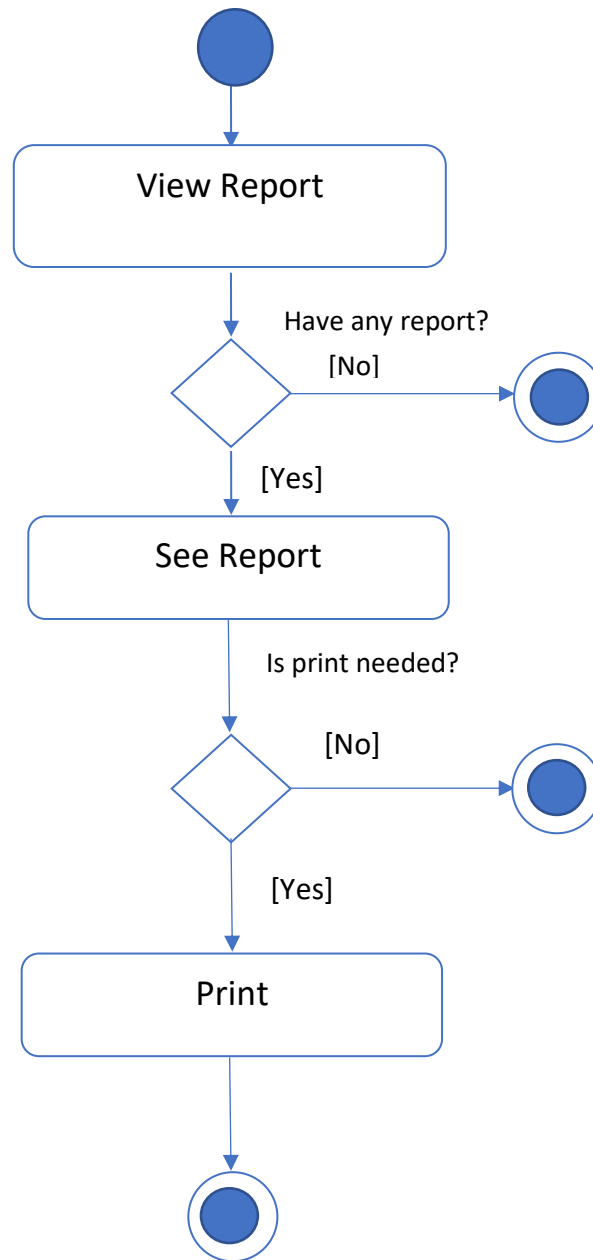 View Report
Have any report?
[No]
[Yes]
See Report
Is print needed?
[No]
[Yes]
Print